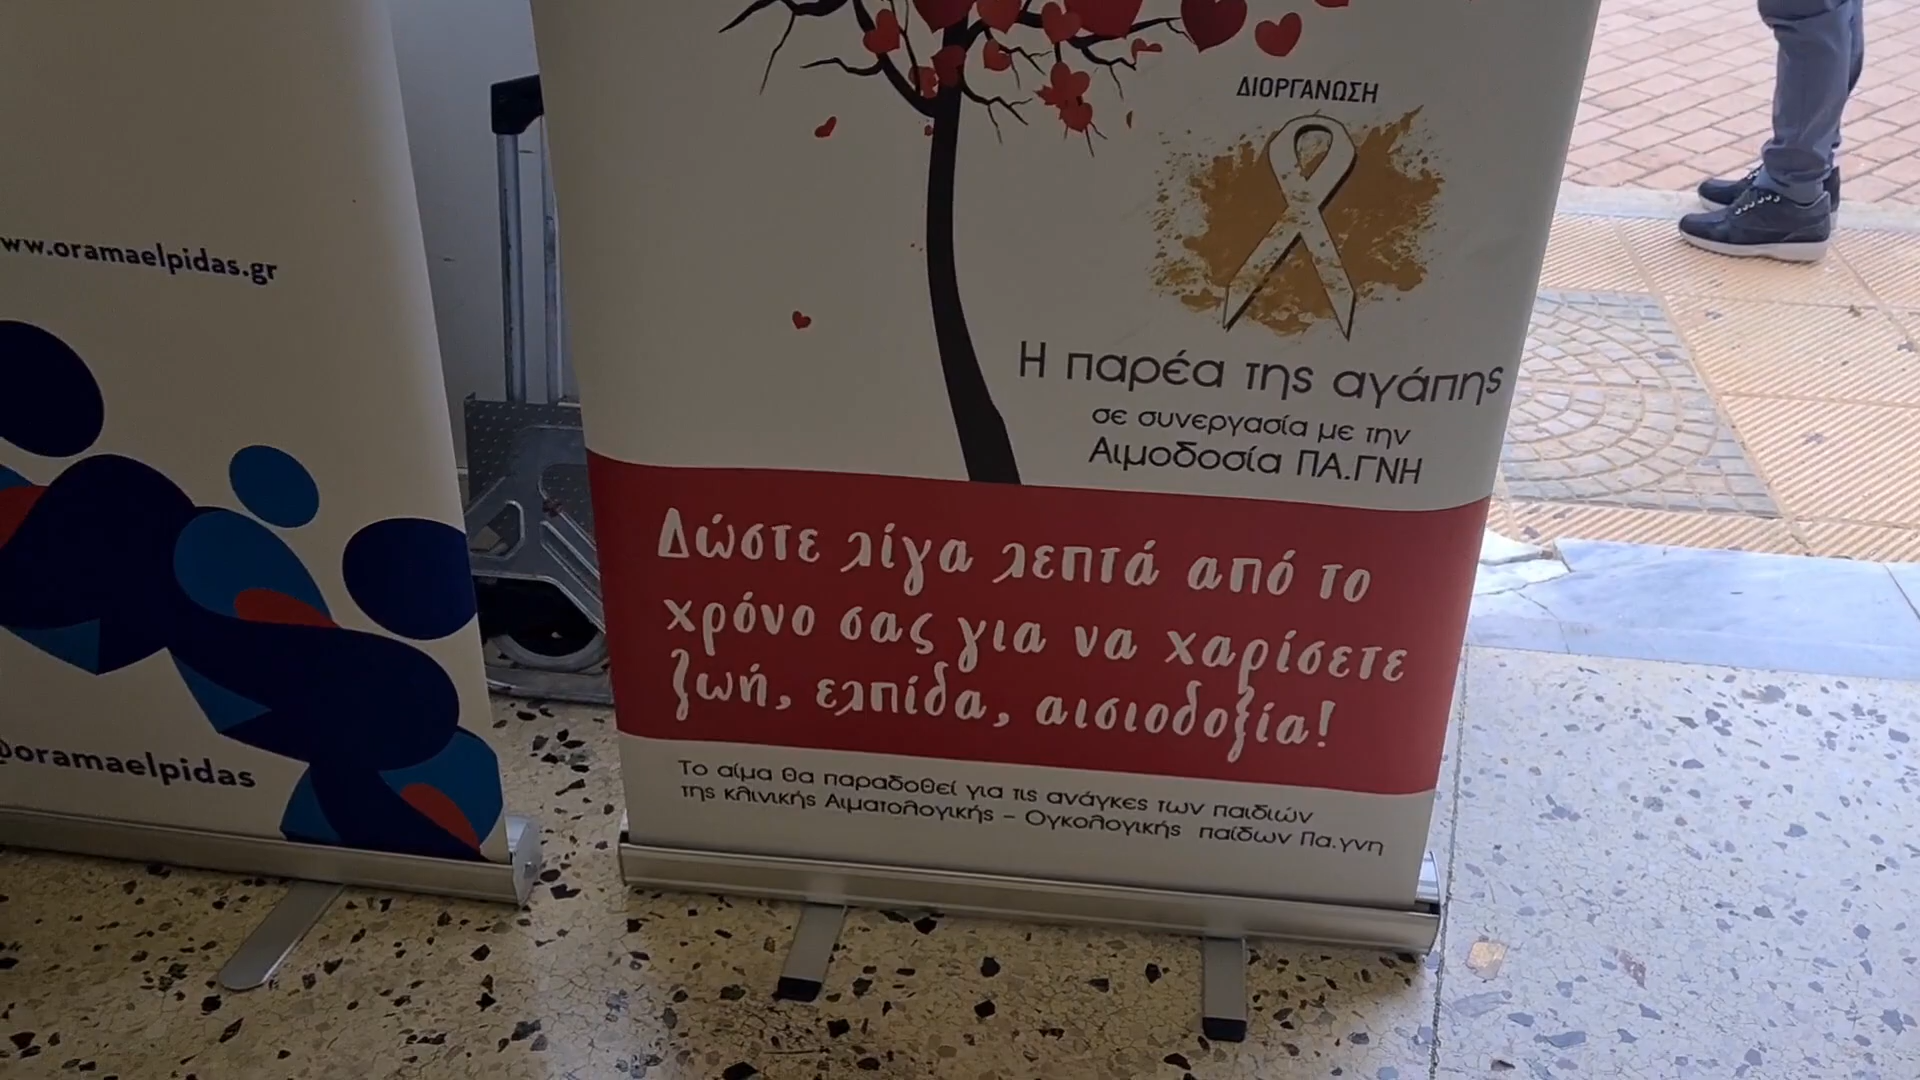 www.oramaelpidas.gr
@oramaelpidas
ΔΙΟΡΓΑΝΩΣΗ
Η παρέα της αγάπης
σε συνεργασία με την
Αιμοδοσία ΠΑ.ΓΝΗ
Δώστε λίγα λεπτά από το
χρόνο σας για να χαρίσετε
ζωή, ελπίδα, αισιοδοξία!
Το αίμα θα παραδοθεί για τις ανάγκες των παιδιών
της κλινικής Αιματολογικής – Ογκολογικής παίδων Πα.γνη